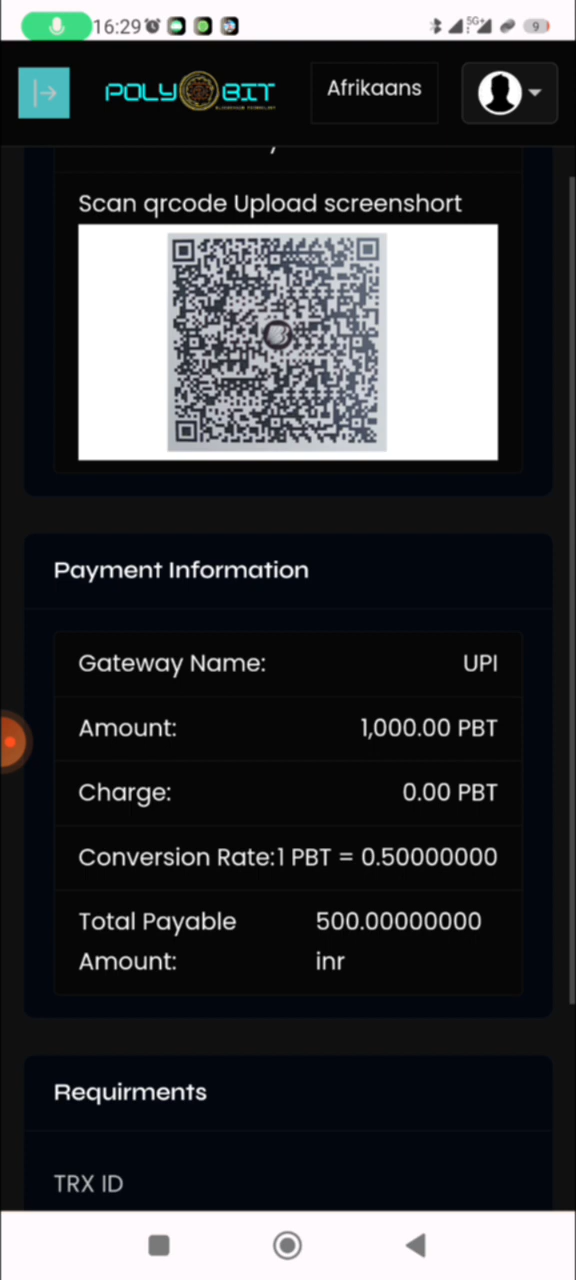 16:29
5G+
9
POLY BIT
Afrikaans
Scan qrcode Upload screenshort
Payment Information
Gateway Name: UPI
Amount: 1,000.00 PBT
Charge: 0.00 PBT
Conversion Rate:1 PBT = 0.50000000
Total Payable 500.00000000
Amount: inr
Requirments
TRX ID